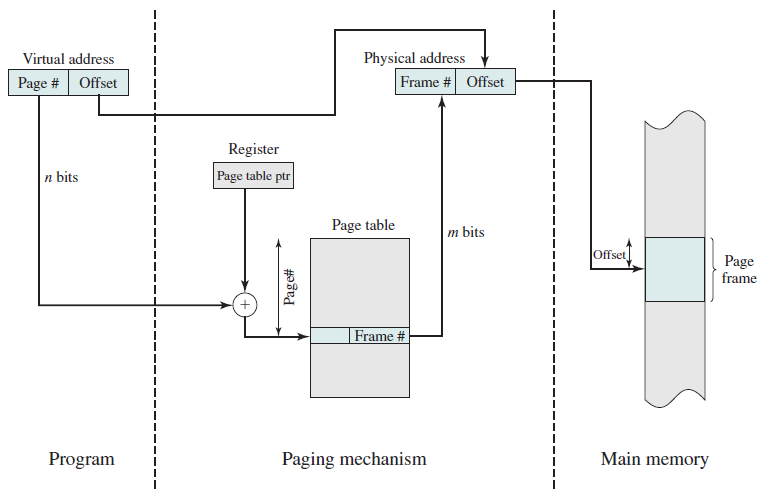 Virtual address
Page # Offset
Physical address
Frame # Offset
n bits
Register
Page table ptr
Page table
m bits
Page#
+
Frame #
Offset
Page
frame
Program
Paging mechanism
Main memory